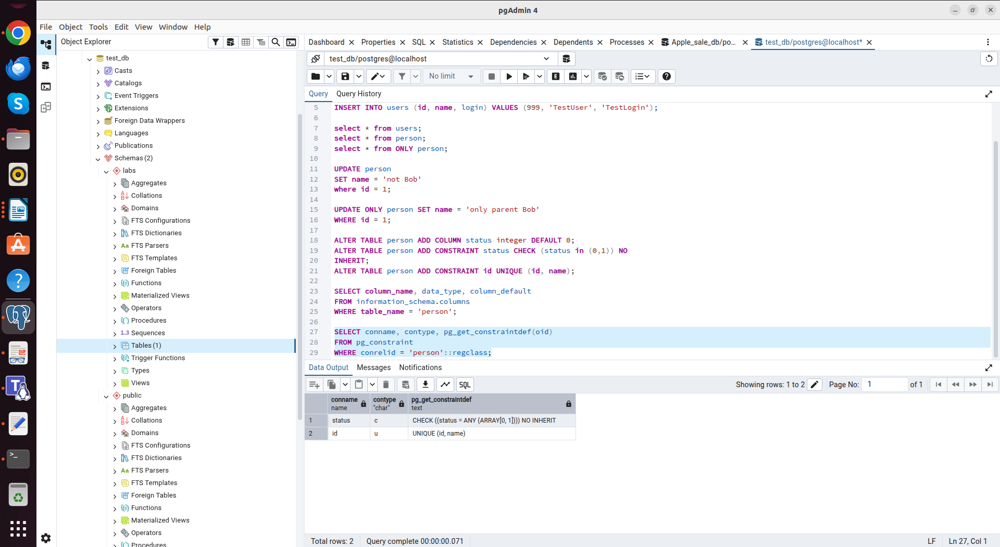 pgAdmin 4
File Object Tools Edit View Window Help
Object Explorer
Dashboard Properties SQL Statistics Dependencies Dependents Processes Apple_sale_db/po... test_db/postgres@localhost*
test_db/postgres@localhost
No limit
Query Query History
test_db
Casts
Catalogs
Event Triggers
Extensions
Foreign Data Wrappers
Languages
Publications
Schemas (2)
labs
Aggregates
Collations
Domains
FTS Configurations
FTS Dictionaries
Aa FTS Parsers
FTS Templates
Foreign Tables
Functions
Materialized Views
Operators
Procedures
1..3 Sequences
Tables (1)
Trigger Functions
Types
Views
public
Aggregates
Collations
Domains
FTS Configurations
FTS Dictionaries
Aa FTS Parsers
FTS Templates
Foreign Tables
Functions
Materialized Views
Operators
Procedures
5 INSERT INTO users (id, name, login) VALUES (999, 'TestUser', 'TestLogin');
6
7 select * from users;
8 select * from person;
9 select * from ONLY person;
10
11 UPDATE person
12 SET name = 'not Bob'
13 where id = 1;
14
15 UPDATE ONLY person SET name = 'only parent Bob'
16 WHERE id = 1;
17
18 ALTER TABLE person ADD COLUMN status integer DEFAULT 0;
19 ALTER TABLE person ADD CONSTRAINT status CHECK (status in (0,1)) NO
20 INHERIT;
21 ALTER TABLE person ADD CONSTRAINT id UNIQUE (id, name);
22
23 SELECT column_name, data_type, column_default
24 FROM information_schema.columns
25 WHERE table_name = 'person';
26
27 SELECT conname, contype, pg_get_constraintdef(oid)
28 FROM pg_constraint
29 WHERE conrelid = 'person'::regclass;
Data Output Messages Notifications
SQL Showing rows: 1 to 2 Page No: 1 of 1
conname contype pg_get_constraintdef
name "char" text
1 status c CHECK ((status = ANY (ARRAY[0, 1]))) NO INHERIT
2 id u UNIQUE (id, name)
Total rows: 2 Query complete 00:00:00.071 LF Ln 27, Col 1